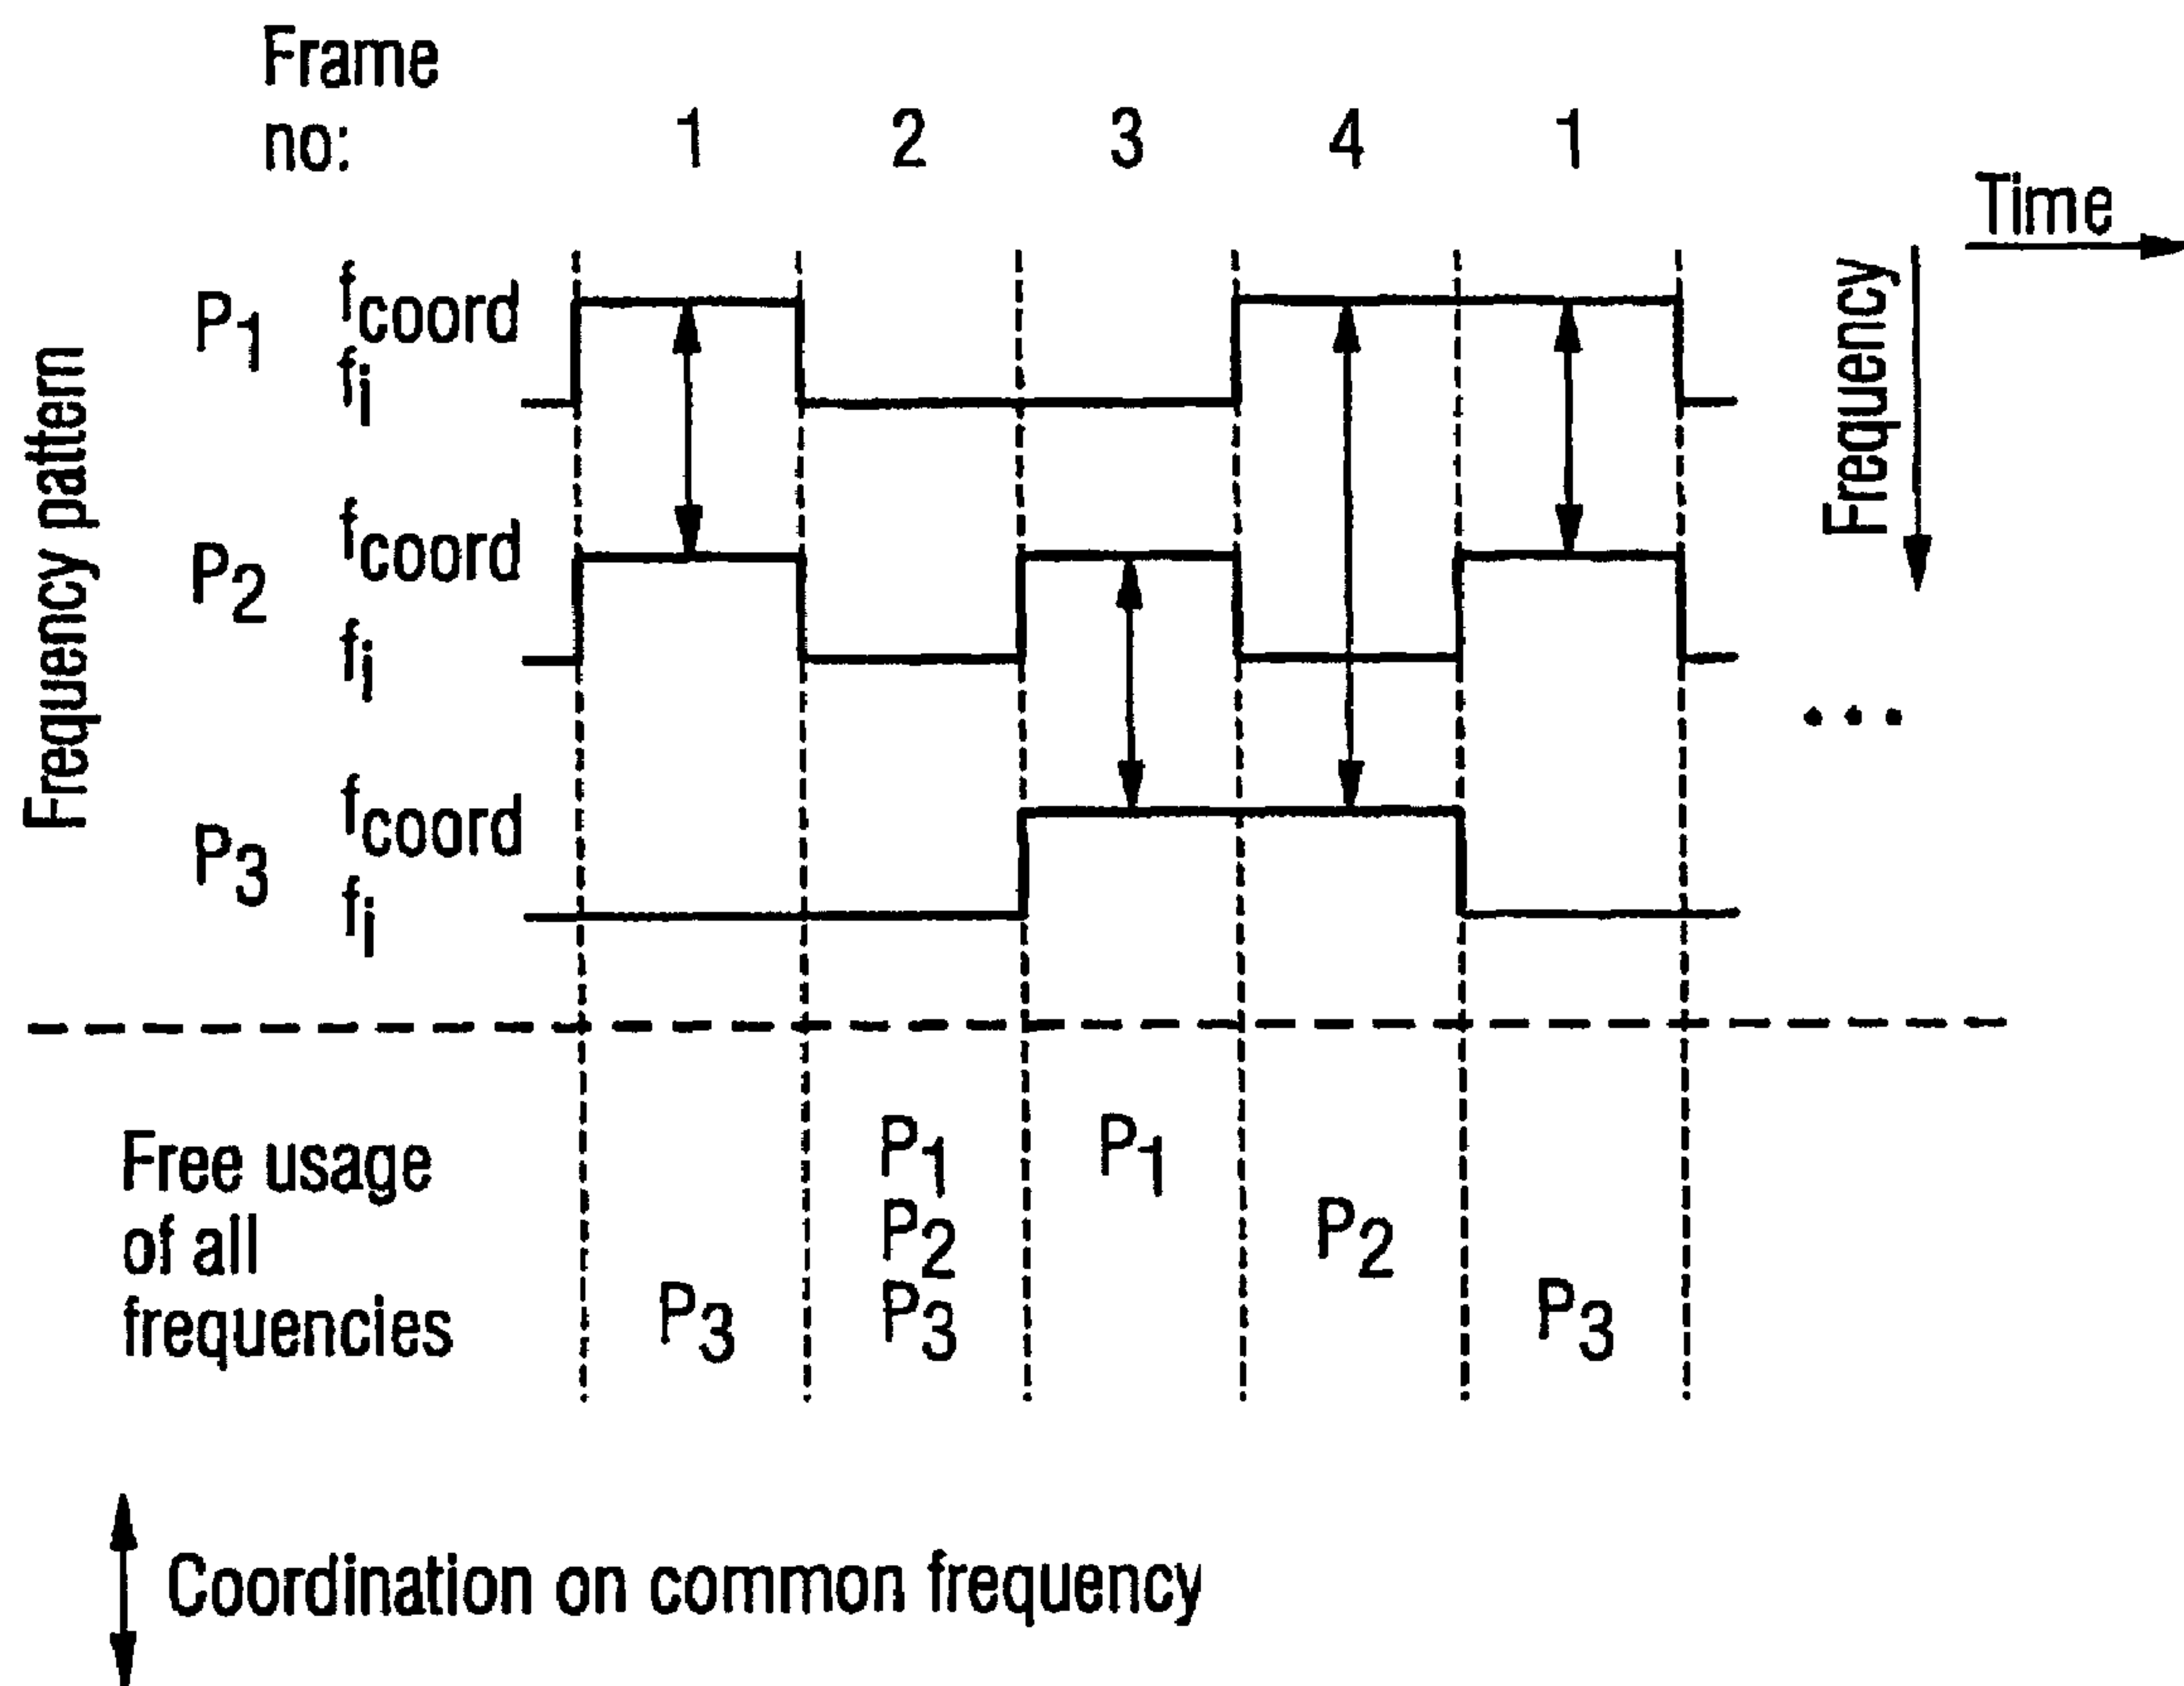 Frame
no:
1 2 3 4 1
Time
Frequency
Frequency pattern
P1
fcoord
fi
P2
fcoord
fi
P3
fcoord
fi
...
Free usage
of all
frequencies
P3
P1
P2
P3
P1
P2
P3
Coordination on common frequency